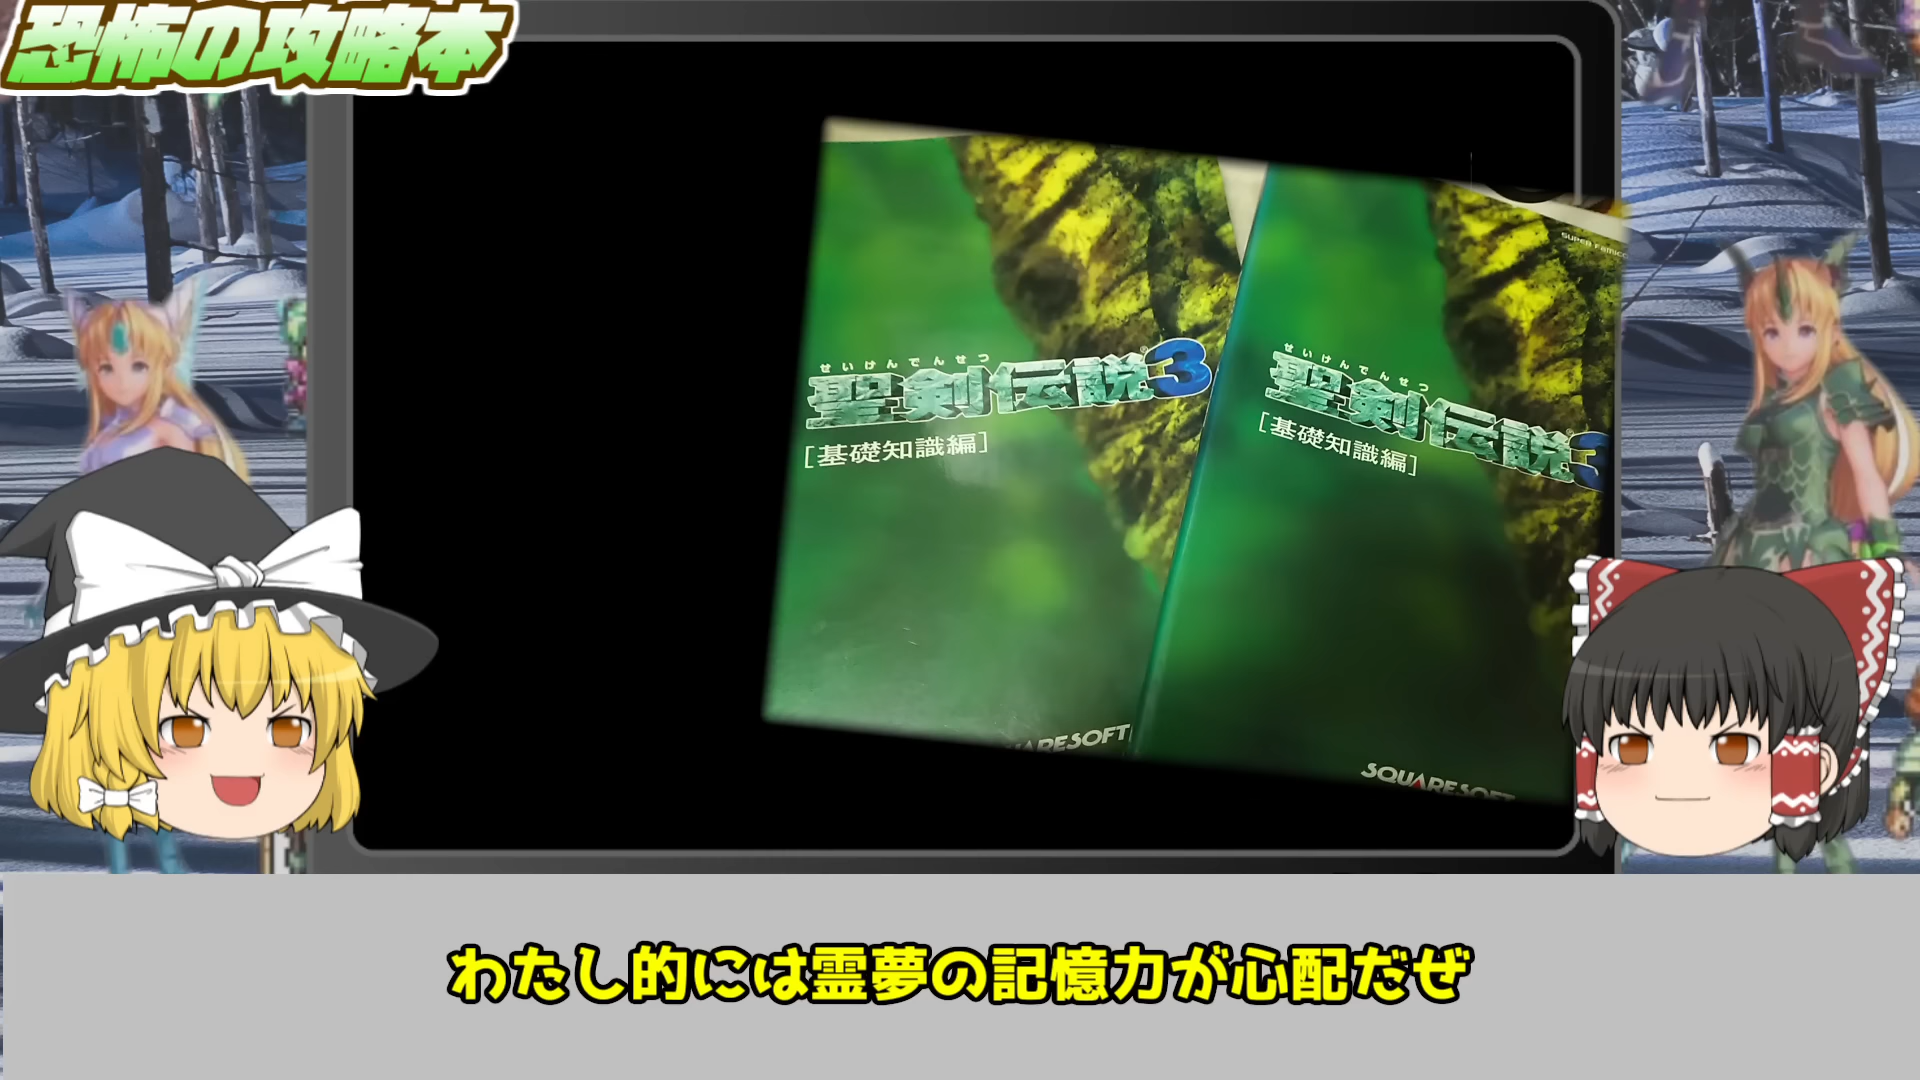 恐怖の攻略本
せいけんでんせつ
聖剣伝説3
[基礎知識編]
SQUARESOFT
せいけんでんせつ
聖剣伝説3
[基礎知識編]
SQUARESOFT
わたし的には霊夢の記憶力が心配だぜ